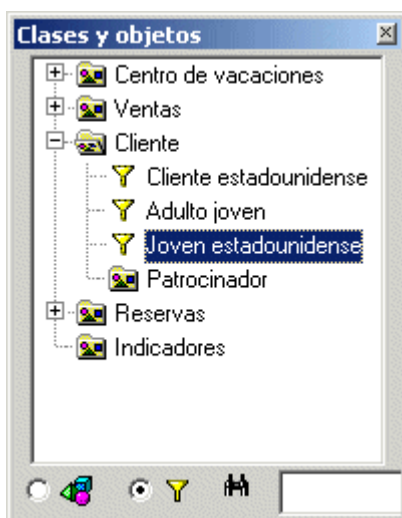 Clases y objetos
Centro de vacaciones
Ventas
Cliente
Cliente estadounidense
Adulto joven
Joven estadounidense
Patrocinador
Reservas
Indicadores